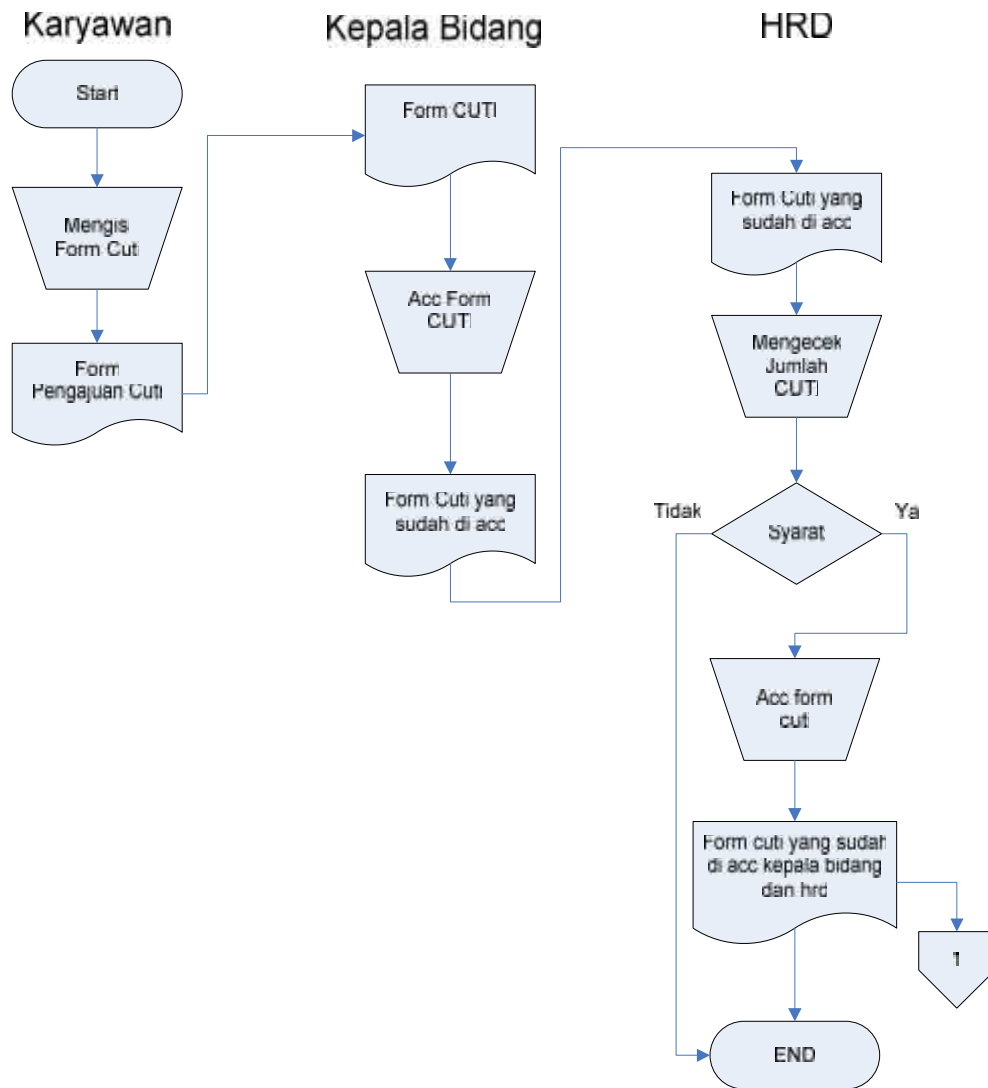 Karyawan
Kepala Bidang
HRD
Start
Mengis
Form Cuti
Form
Pengajuan Cuti
Form CUTI
Acc Form
CUTI
Form Cuti yang
sudah di acc
Form Cuti yang
sudah di acc
Mengecek
Jumlah
CUTI
Syarat
Tidak
Ya
Acc form
cuti
Form cuti yang sudah
di acc kepala bidang
dan hrd
1
END